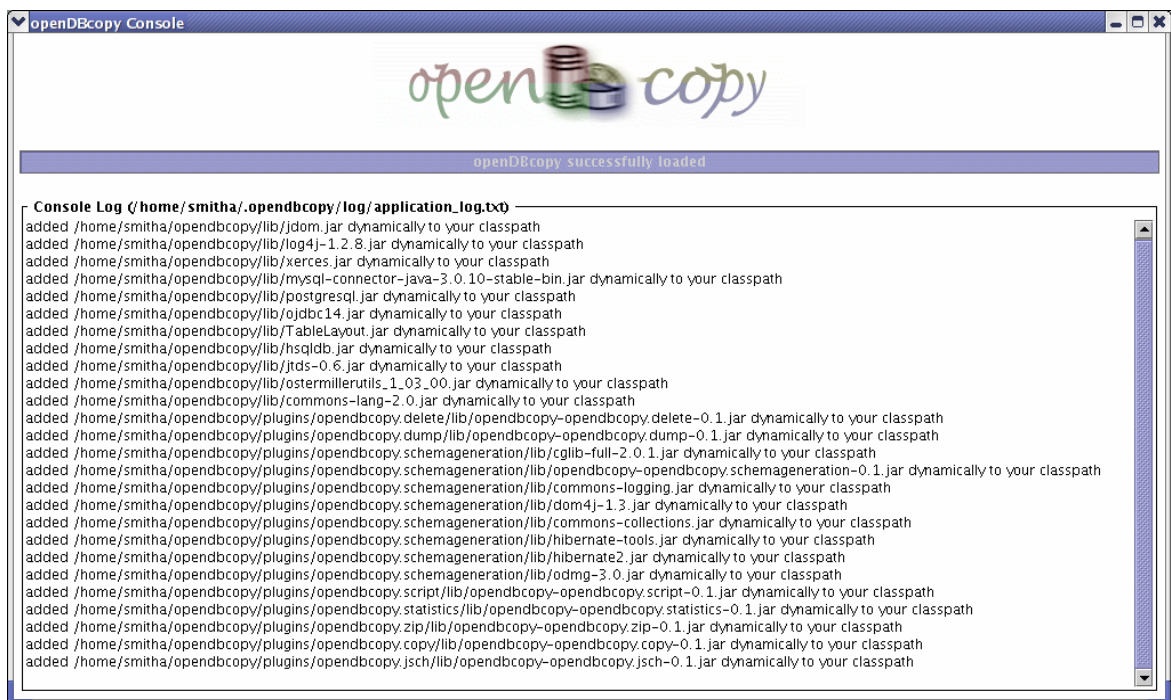 openDBcopy Console
open copy
openDBcopy successfully loaded
Console Log (/home/smitha/.opendbcopy/log/application_log.txt)
added /home/smitha/opendbcopy/lib/jdom.jar dynamically to your classpath
added /home/smitha/opendbcopy/lib/log4j-1.2.8.jar dynamically to your classpath
added /home/smitha/opendbcopy/lib/xerces.jar dynamically to your classpath
added /home/smitha/opendbcopy/lib/mysql-connector-java-3.0.10-stable-bin.jar dynamically to your classpath
added /home/smitha/opendbcopy/lib/postgresql.jar dynamically to your classpath
added /home/smitha/opendbcopy/lib/ojdbc14.jar dynamically to your classpath
added /home/smitha/opendbcopy/lib/TableLayout.jar dynamically to your classpath
added /home/smitha/opendbcopy/lib/hsqldb.jar dynamically to your classpath
added /home/smitha/opendbcopy/lib/jtds-0.6.jar dynamically to your classpath
added /home/smitha/opendbcopy/lib/ostermillerutils_1_03_00.jar dynamically to your classpath
added /home/smitha/opendbcopy/lib/commons-lang-2.0.jar dynamically to your classpath
added /home/smitha/opendbcopy/plugins/opendbcopy.delete/lib/opendbcopy-opendbcopy.delete-0.1.jar dynamically to your classpath
added /home/smitha/opendbcopy/plugins/opendbcopy.dump/lib/opendbcopy-opendbcopy.dump-0.1.jar dynamically to your classpath
added /home/smitha/opendbcopy/plugins/opendbcopy.schemageneration/lib/cglib-full-2.0.1.jar dynamically to your classpath
added /home/smitha/opendbcopy/plugins/opendbcopy.schemageneration/lib/opendbcopy-opendbcopy.schemageneration-0.1.jar dynamically to your classpath
added /home/smitha/opendbcopy/plugins/opendbcopy.schemageneration/lib/commons-logging.jar dynamically to your classpath
added /home/smitha/opendbcopy/plugins/opendbcopy.schemageneration/lib/dom4j-1.3.jar dynamically to your classpath
added /home/smitha/opendbcopy/plugins/opendbcopy.schemageneration/lib/commons-collections.jar dynamically to your classpath
added /home/smitha/opendbcopy/plugins/opendbcopy.schemageneration/lib/hibernate-tools.jar dynamically to your classpath
added /home/smitha/opendbcopy/plugins/opendbcopy.schemageneration/lib/hibernate2.jar dynamically to your classpath
added /home/smitha/opendbcopy/plugins/opendbcopy.schemageneration/lib/odmg-3.0.jar dynamically to your classpath
added /home/smitha/opendbcopy/plugins/opendbcopy.script/lib/opendbcopy-opendbcopy.script-0.1.jar dynamically to your classpath
added /home/smitha/opendbcopy/plugins/opendbcopy.statistics/lib/opendbcopy-opendbcopy.statistics-0.1.jar dynamically to your classpath
added /home/smitha/opendbcopy/plugins/opendbcopy.zip/lib/opendbcopy-opendbcopy.zip-0.1.jar dynamically to your classpath
added /home/smitha/opendbcopy/plugins/opendbcopy.copy/lib/opendbcopy-opendbcopy.copy-0.1.jar dynamically to your classpath
added /home/smitha/opendbcopy/plugins/opendbcopy.jsch/lib/opendbcopy-opendbcopy.jsch-0.1.jar dynamically to your classpath